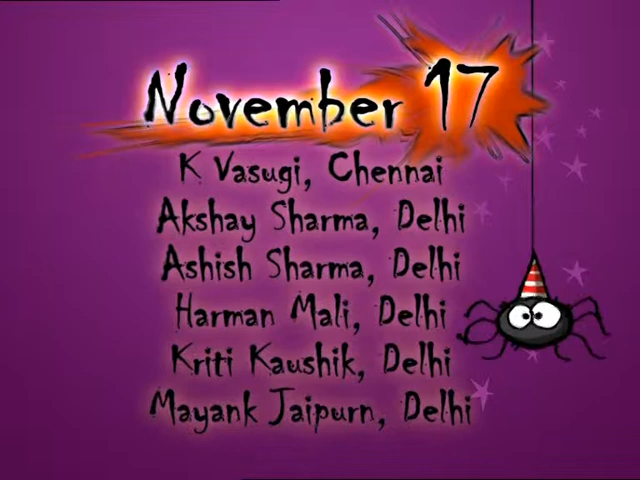 November 17
K Vasugi, Chennai
Akshay Sharma, Delhi
Ashish Sharma, Delhi
Harman Mali, Delhi
Kriti Kaushik, Delhi
Mayank Jaipurn, Delhi